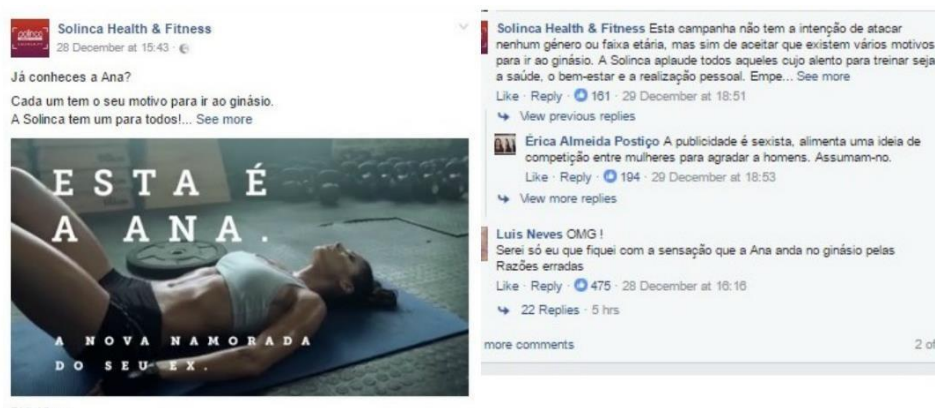 Solinca Health & Fitness
28 December at 15:43
Já conheces a Ana?
Cada um tem o seu motivo para ir ao ginásio.
A Solinca tem um para todos!... See more
ESTA É
A ANA.
A NOVA NAMORADA
DO SEU EX.
Solinca Health & Fitness Esta campanha não tem a intenção de atacar
nenhum género ou faixa etária, mas sim de aceitar que existem vários motivos
para ir ao ginásio. A Solinca aplaude todos aqueles cujo alento para treinar seja
a saúde, o bem-estar e a realização pessoal. Empe... See more
Like · Reply · 161 · 29 December at 18:51
View previous replies
Érica Almeida Postiço A publicidade é sexista, alimenta uma ideia de
competição entre mulheres para agradar a homens. Assumam-no.
Like · Reply · 194 · 29 December at 18:53
View more replies
Luis Neves OMG !
Serei só eu que fiquei com a sensação que a Ana anda no ginásio pelas
Razões erradas
Like · Reply · 475 · 28 December at 16:16
22 Replies · 5 hrs
more comments
2 of